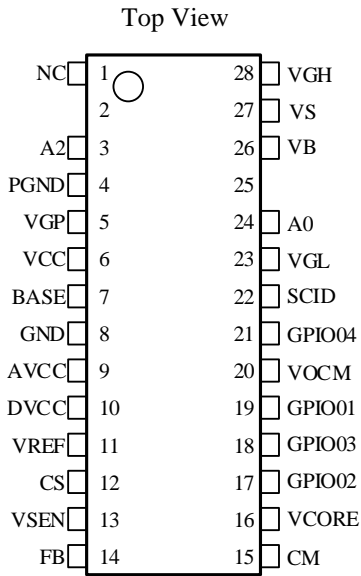 Top View
NC 1 28 VGH
2 27 VS
A2 3 26 VB
PGND 4 25
VGP 5 24 A0
VCC 6 23 VGL
BASE 7 22 SCID
GND 8 21 GPIO04
AVCC 9 20 VOCM
DVCC 10 19 GPIO01
VREF 11 18 GPIO03
CS 12 17 GPIO02
VSEN 13 16 VCORE
FB 14 15 CM